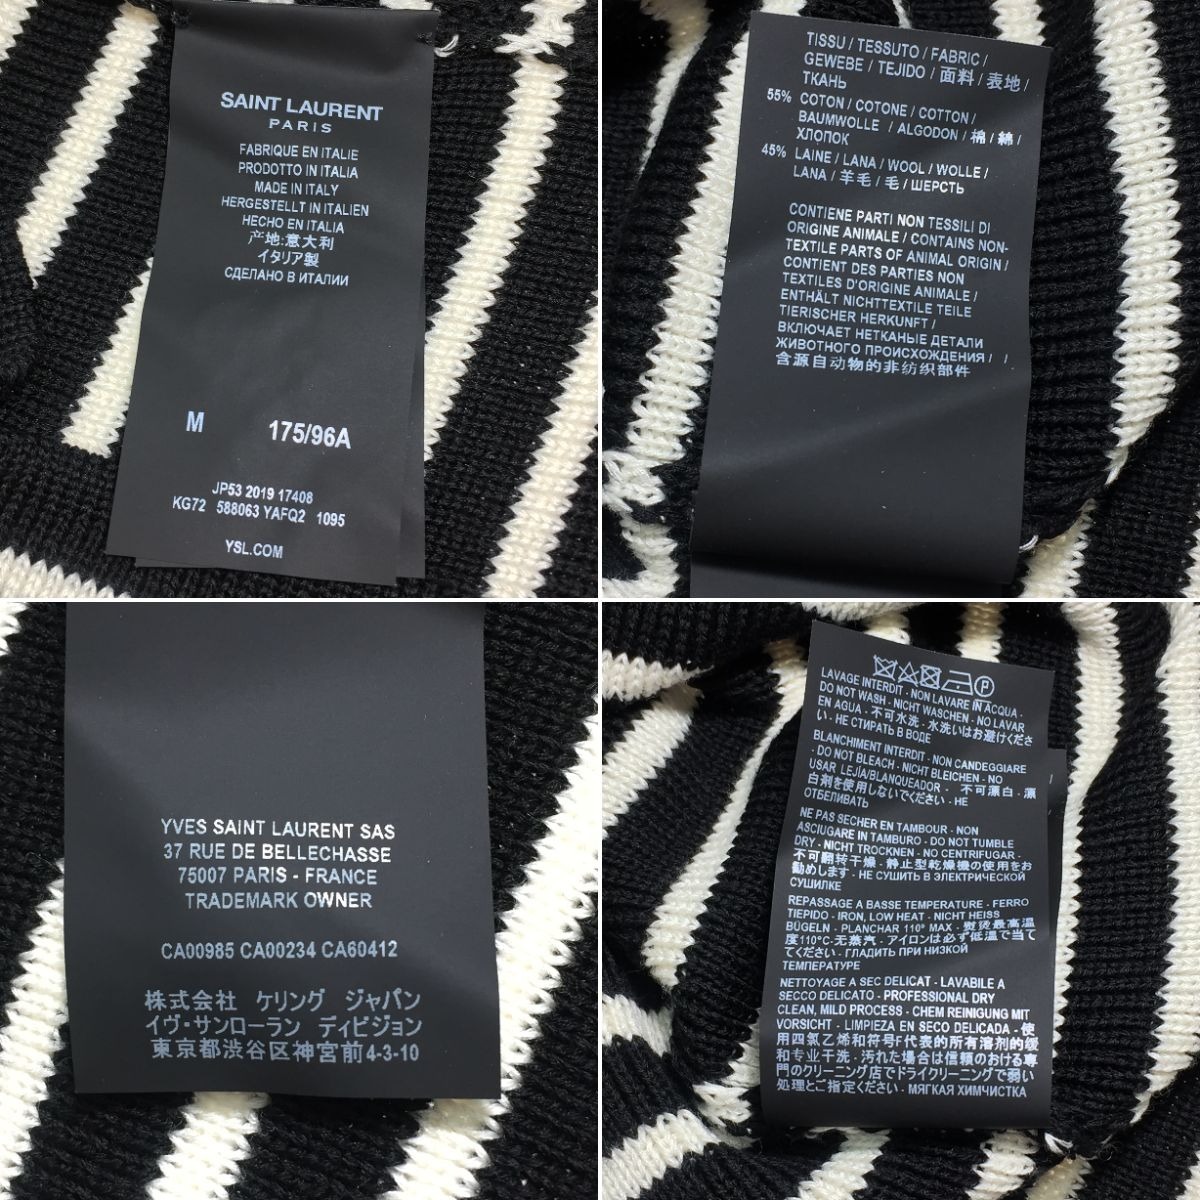 SAINT LAURENT
PARIS
FABRIQUE EN ITALIE
PRODOTTO IN ITALIA
MADE IN ITALY
HERGESTELLT IN ITALIEN
HECHO EN ITALIA
产地:意大利
イタリア製
СДЕЛАНО В ИТАЛИИ
M 175/96A
JP53 2019 17408
KG72 588063 YAFQ2 1095
YSL.COM
TISSU / TESSUTO / FABRIC /
GEWEBE / TEJIDO / 面料 / 表地 /
ТКАНЬ
55% COTON / COTONE / COTTON /
BAUMWOLLE / ALGODON / 棉 / 綿 /
ХЛОПОК
45% LAINE / LANA / WOOL / WOLLE /
LANA / 羊毛 / 毛 / ШЕРСТЬ
CONTIENE PARTI NON TESSILI DI
ORIGINE ANIMALE / CONTAINS NON-
TEXTILE PARTS OF ANIMAL ORIGIN /
CONTIENT DES PARTIES NON
TEXTILES D'ORIGINE ANIMALE /
ENTHÄLT NICHTTEXTILE TEILE
TIERISCHER HERKUNFT /
ВКЛЮЧАЕТ НЕТКАНЫЕ ДЕТАЛИ
ЖИВОТНОГО ПРОИСХОЖДЕНИЯ / /
含源自动物的非纺织部件
YVES SAINT LAURENT SAS
37 RUE DE BELLECHASSE
75007 PARIS - FRANCE
TRADEMARK OWNER
CA00985 CA00234 CA60412
株式会社 ケリング ジャパン
イヴ・サンローラン ディビジョン
東京都渋谷区神宮前4-3-10
P
LAVAGE INTERDIT - NON LAVARE IN ACQUA -
DO NOT WASH - NICHT WASCHEN - NO LAVAR
EN AGUA - 不可水洗 - 水洗いはお避けくださ
い - НЕ СТИРАТЬ В ВОДЕ
BLANCHIMENT INTERDIT - NON CANDEGGIARE
- DO NOT BLEACH - NICHT BLEICHEN - NO
USAR LEJÍA/BLANQUEADOR - 不可漂白 - 漂
白剤を使用しないでください - НЕ
ОТБЕЛИВАТЬ
NE PAS SECHER EN TAMBOUR - NON
ASCIUGARE IN TAMBURO - DO NOT TUMBLE
DRY - NICHT TROCKNEN - NO CENTRIFUGAR -
不可翻转干燥 - 静止型乾燥機の使用をお
勧めします - НЕ СУШИТЬ В ЭЛЕКТРИЧЕСКОЙ
СУШИЛКЕ
REPASSAGE A BASSE TEMPERATURE - FERRO
TIEPIDO - IRON, LOW HEAT - NICHT HEISS
BÜGELN - PLANCHAR 110° MAX - 熨烫最高温
度110°C-无蒸汽 - アイロンは必ず低温で当て
てください - ГЛАДИТЬ ПРИ НИЗКОЙ
ТЕМПЕРАТУРЕ
NETTOYAGE A SEC DELICAT - LAVABILE A
SECCO DELICATO - PROFESSIONAL DRY
CLEAN, MILD PROCESS - CHEM REINIGUNG MIT
VORSICHT - LIMPIEZA EN SECO DELICADA - 使
用四氯乙烯和符号F代表的所有溶剂的缓
和专业干洗 - 汚れた場合は信頼のおける専
門のクリーニング店でドライクリーニングで弱い
処理とご指定ください - МЯГКАЯ ХИМЧИСТКА